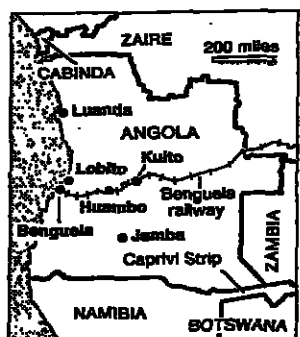 ZAIRE
200 miles
CABINDA
Luanda
ANGOLA
Lobito
Kuito
Huambo
Benguela
railway
Benguela
Jamba
Caprivi Strip
ZAMBIA
NAMIBIA
BOTSWANA